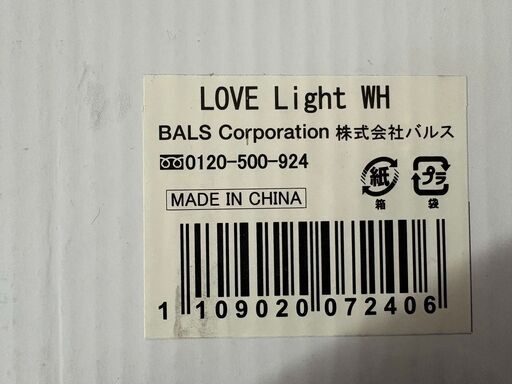 LOVE Light WH
BALS Corporation 株式会社バルス
0120-500-924
紙 プラ
箱 袋
MADE IN CHINA
1 109020 072406